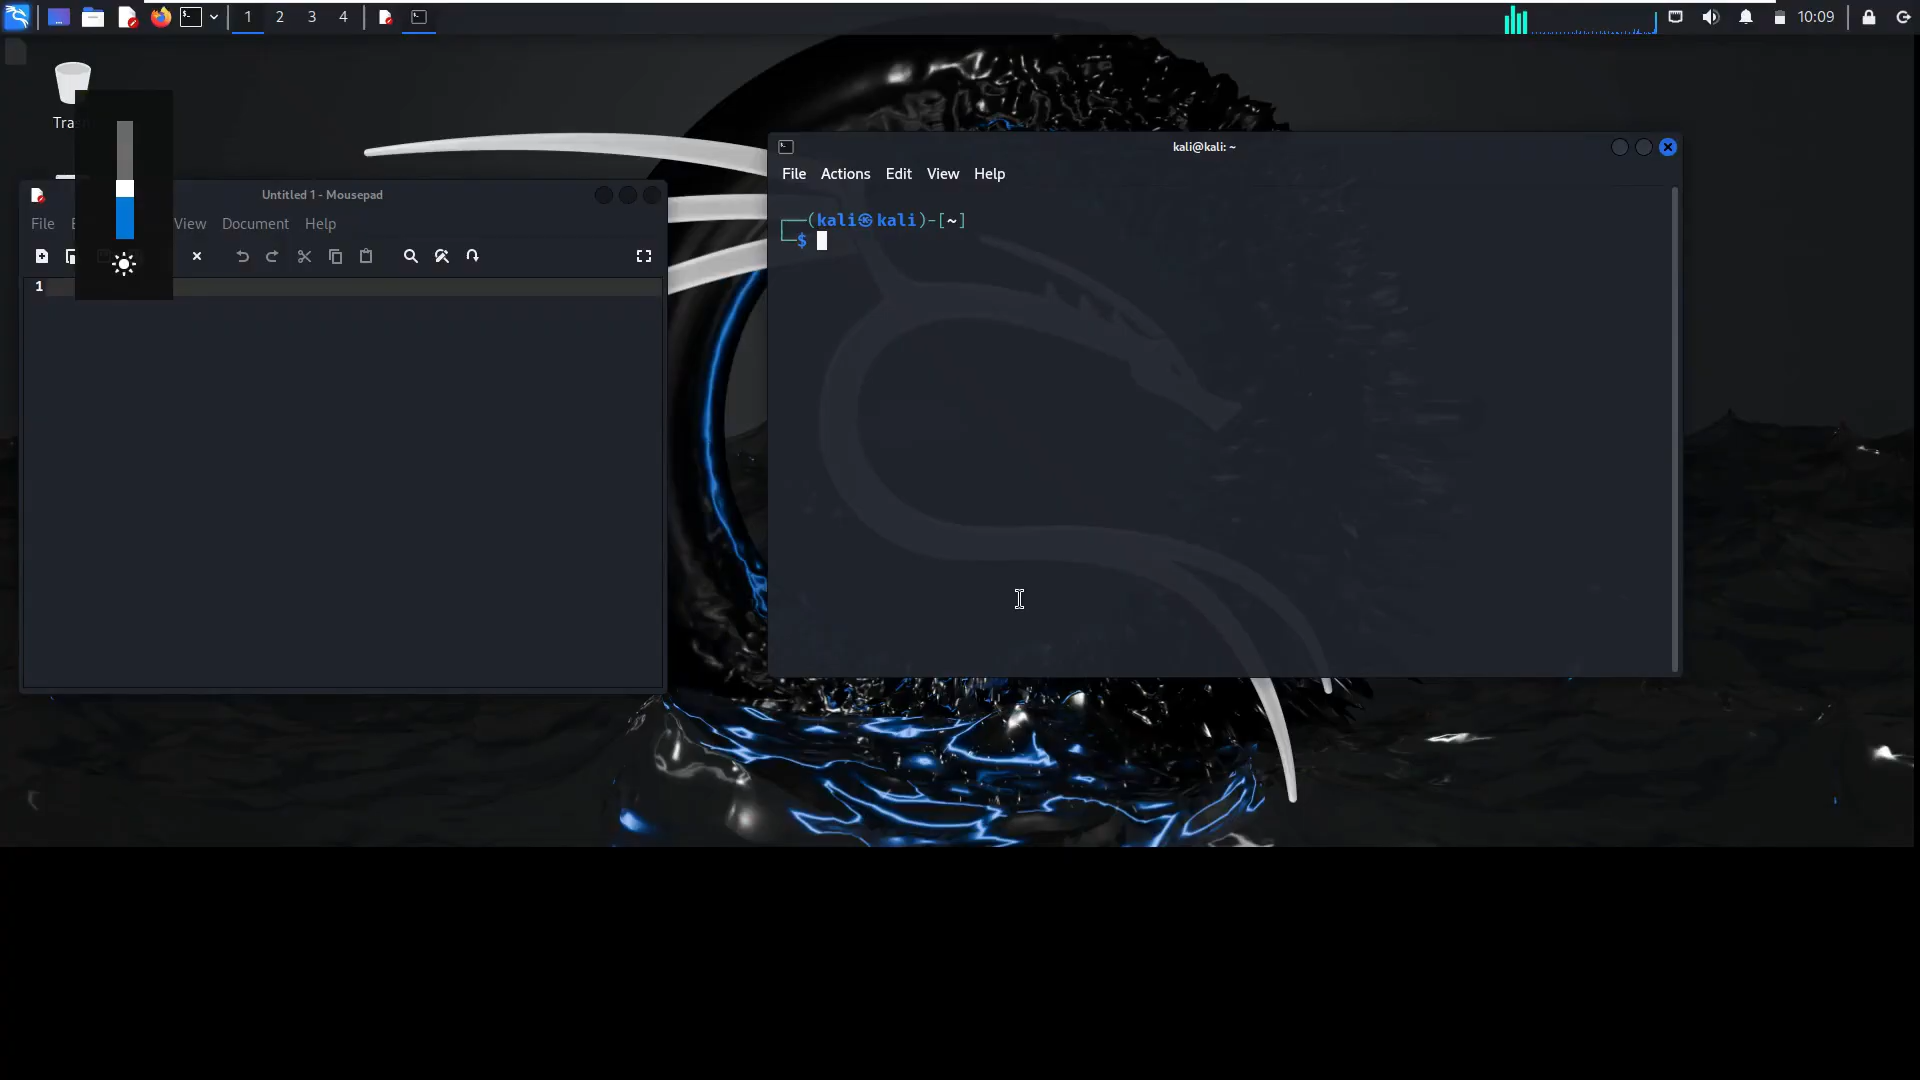 1 2 3 4
10:09
Tra
Untitled 1 - Mousepad
File
View Document Help
1
kali@kali: ~
File Actions Edit View Help
┌──(kali㉿kali)-[~]
└─$